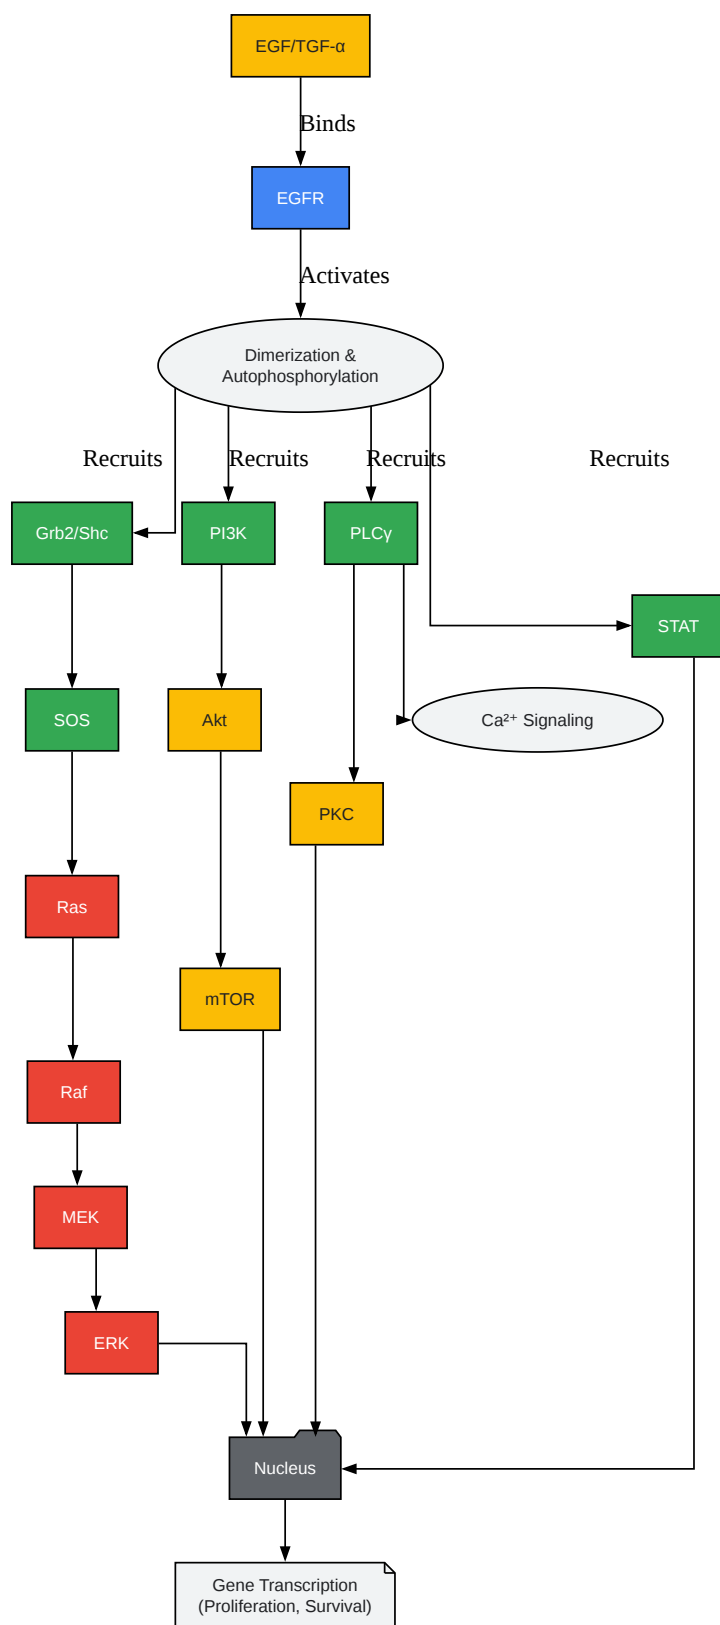 EGF/TGF-α
Binds
EGFR
Activates
Dimerization &
Autophosphorylation
Recruits
Recruits
Recruits
Recruits
Grb2/Shc
PI3K
PLCγ
STAT
SOS
Akt
Ca²⁺ Signaling
PKC
Ras
mTOR
Raf
MEK
ERK
Nucleus
Gene Transcription
(Proliferation, Survival)